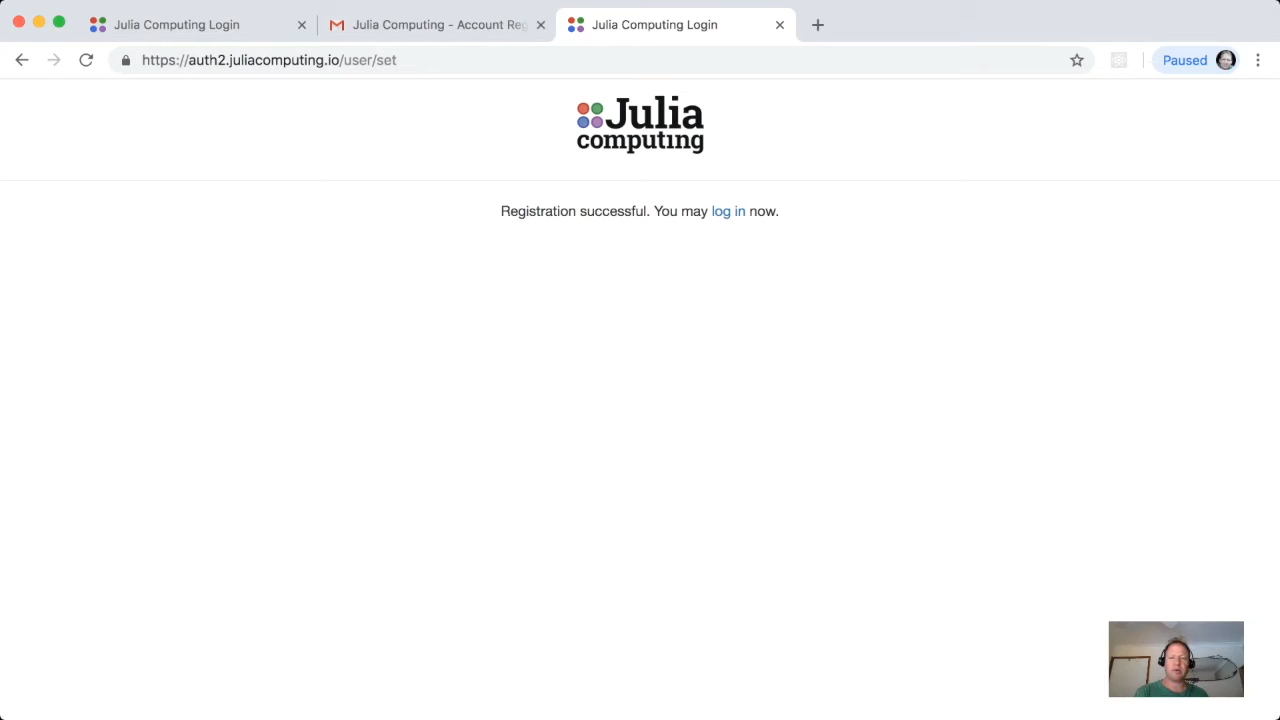 Julia Computing Login
Julia Computing - Account Reg
Julia Computing Login
https://auth2.juliacomputing.io/user/set
Paused
Julia
computing
Registration successful. You may log in now.